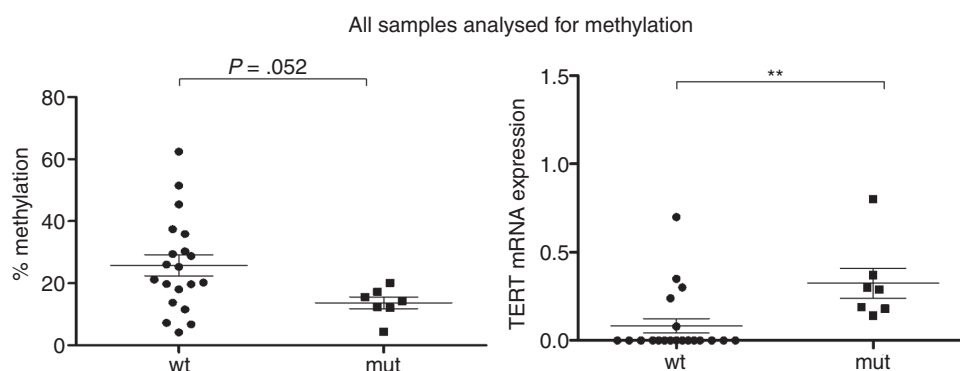 All samples analysed for methylation
P = .052
80
60
40
20
0
% methylation
wt
mut
**
1.5
1.0
0.5
0.0
TERT mRNA expression
wt
mut